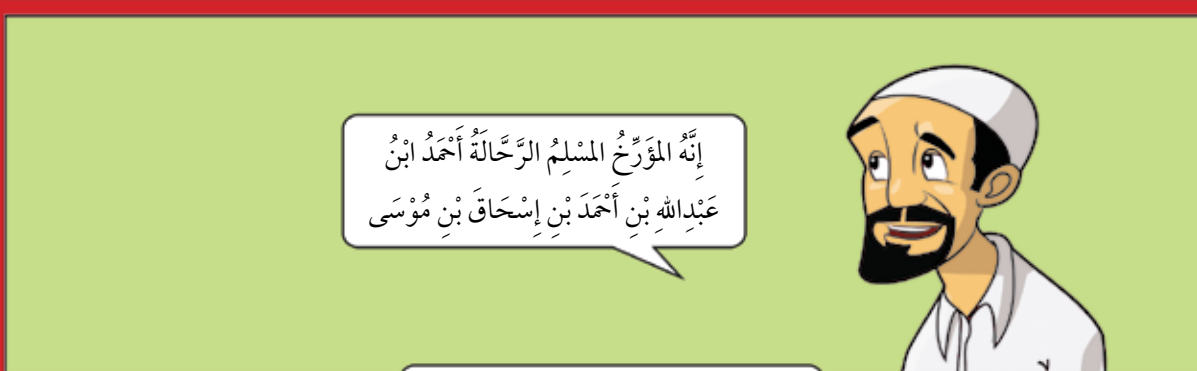 إِنَّهُ المؤَرِّخُ المسْلِمُ الرَّحَّالَةُ أَحْمَدُ ابْنُ
عَبْدِاللهِ بْنِ أَحْمَدَ بْنِ إِسْحَاقَ بْنِ مُوْسَى